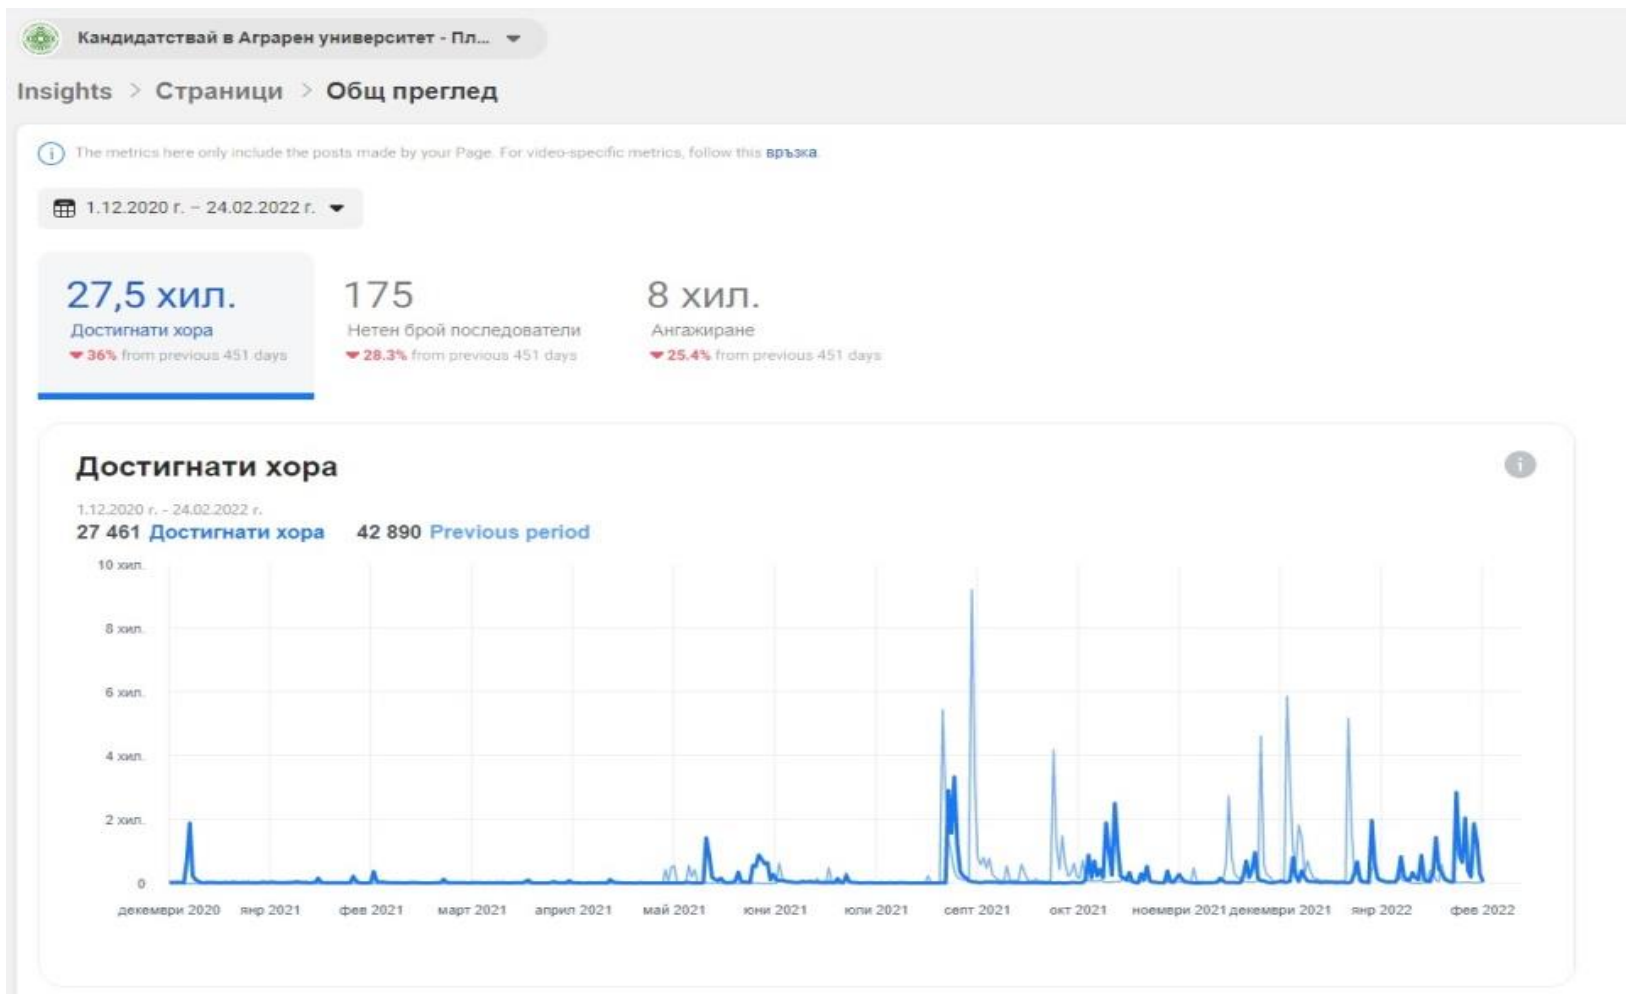 Кандидатствай в Аграрен университет - Пл...
Insights > Страници > Общ преглед
The metrics here only include the posts made by your Page. For video-specific metrics, follow this връзка.
1.12.2020 г. – 24.02.2022 г.
27,5 хил. 175 8 хил.
Достигнати хора Нетен брой последователи Ангажиране
36% from previous 451 days 28.3% from previous 451 days 25.4% from previous 451 days
Достигнати хора
1.12.2020 г. - 24.02.2022 г.
27 461 Достигнати хора 42 890 Previous period
10 хил.
8 хил.
6 хил.
4 хил.
2 хил.
0
декември 2020 янр 2021 фев 2021 март 2021 април 2021 май 2021 юни 2021 юли 2021 септ 2021 окт 2021 ноември 2021 декември 2021 янр 2022 фев 2022